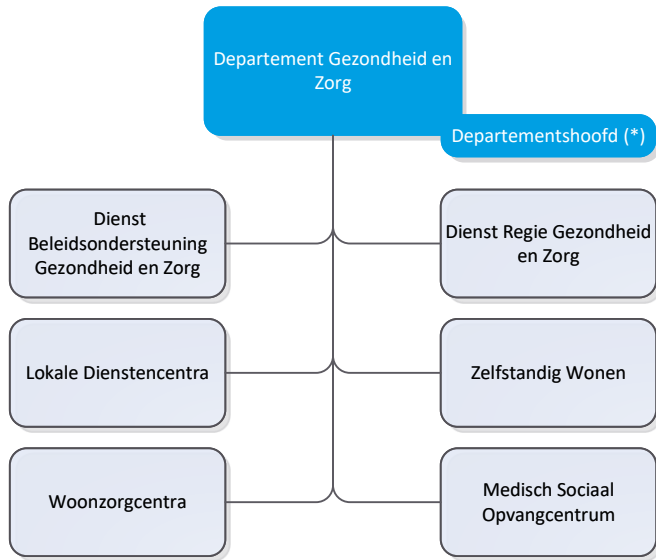 Departement Gezondheid en
Zorg
Departementshoofd (*)
Dienst
Beleidsondersteuning
Gezondheid en Zorg
Dienst Regie Gezondheid
en Zorg
Lokale Dienstencentra
Zelfstandig Wonen
Woonzorgcentra
Medisch Sociaal
Opvangcentrum